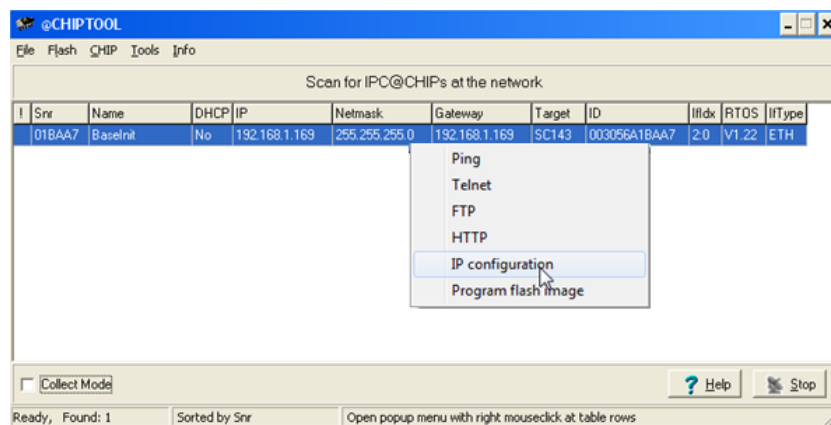 @CHIPTOOL
File Flash CHIP Tools Info
Scan for IPC@CHIPs at the network
! Snr Name DHCP IP Netmask Gateway Target ID IfIdx RTOS IfType
01BAA7 BaseInit No 192.168.1.169 255.255.255.0 192.168.1.169 SC143 003056A1BAA7 2:0 V1.22 ETH
Ping
Telnet
FTP
HTTP
IP configuration
Program flash image
Collect Mode
? Help
Stop
Ready, Found: 1 Sorted by Snr Open popup menu with right mouseclick at table rows